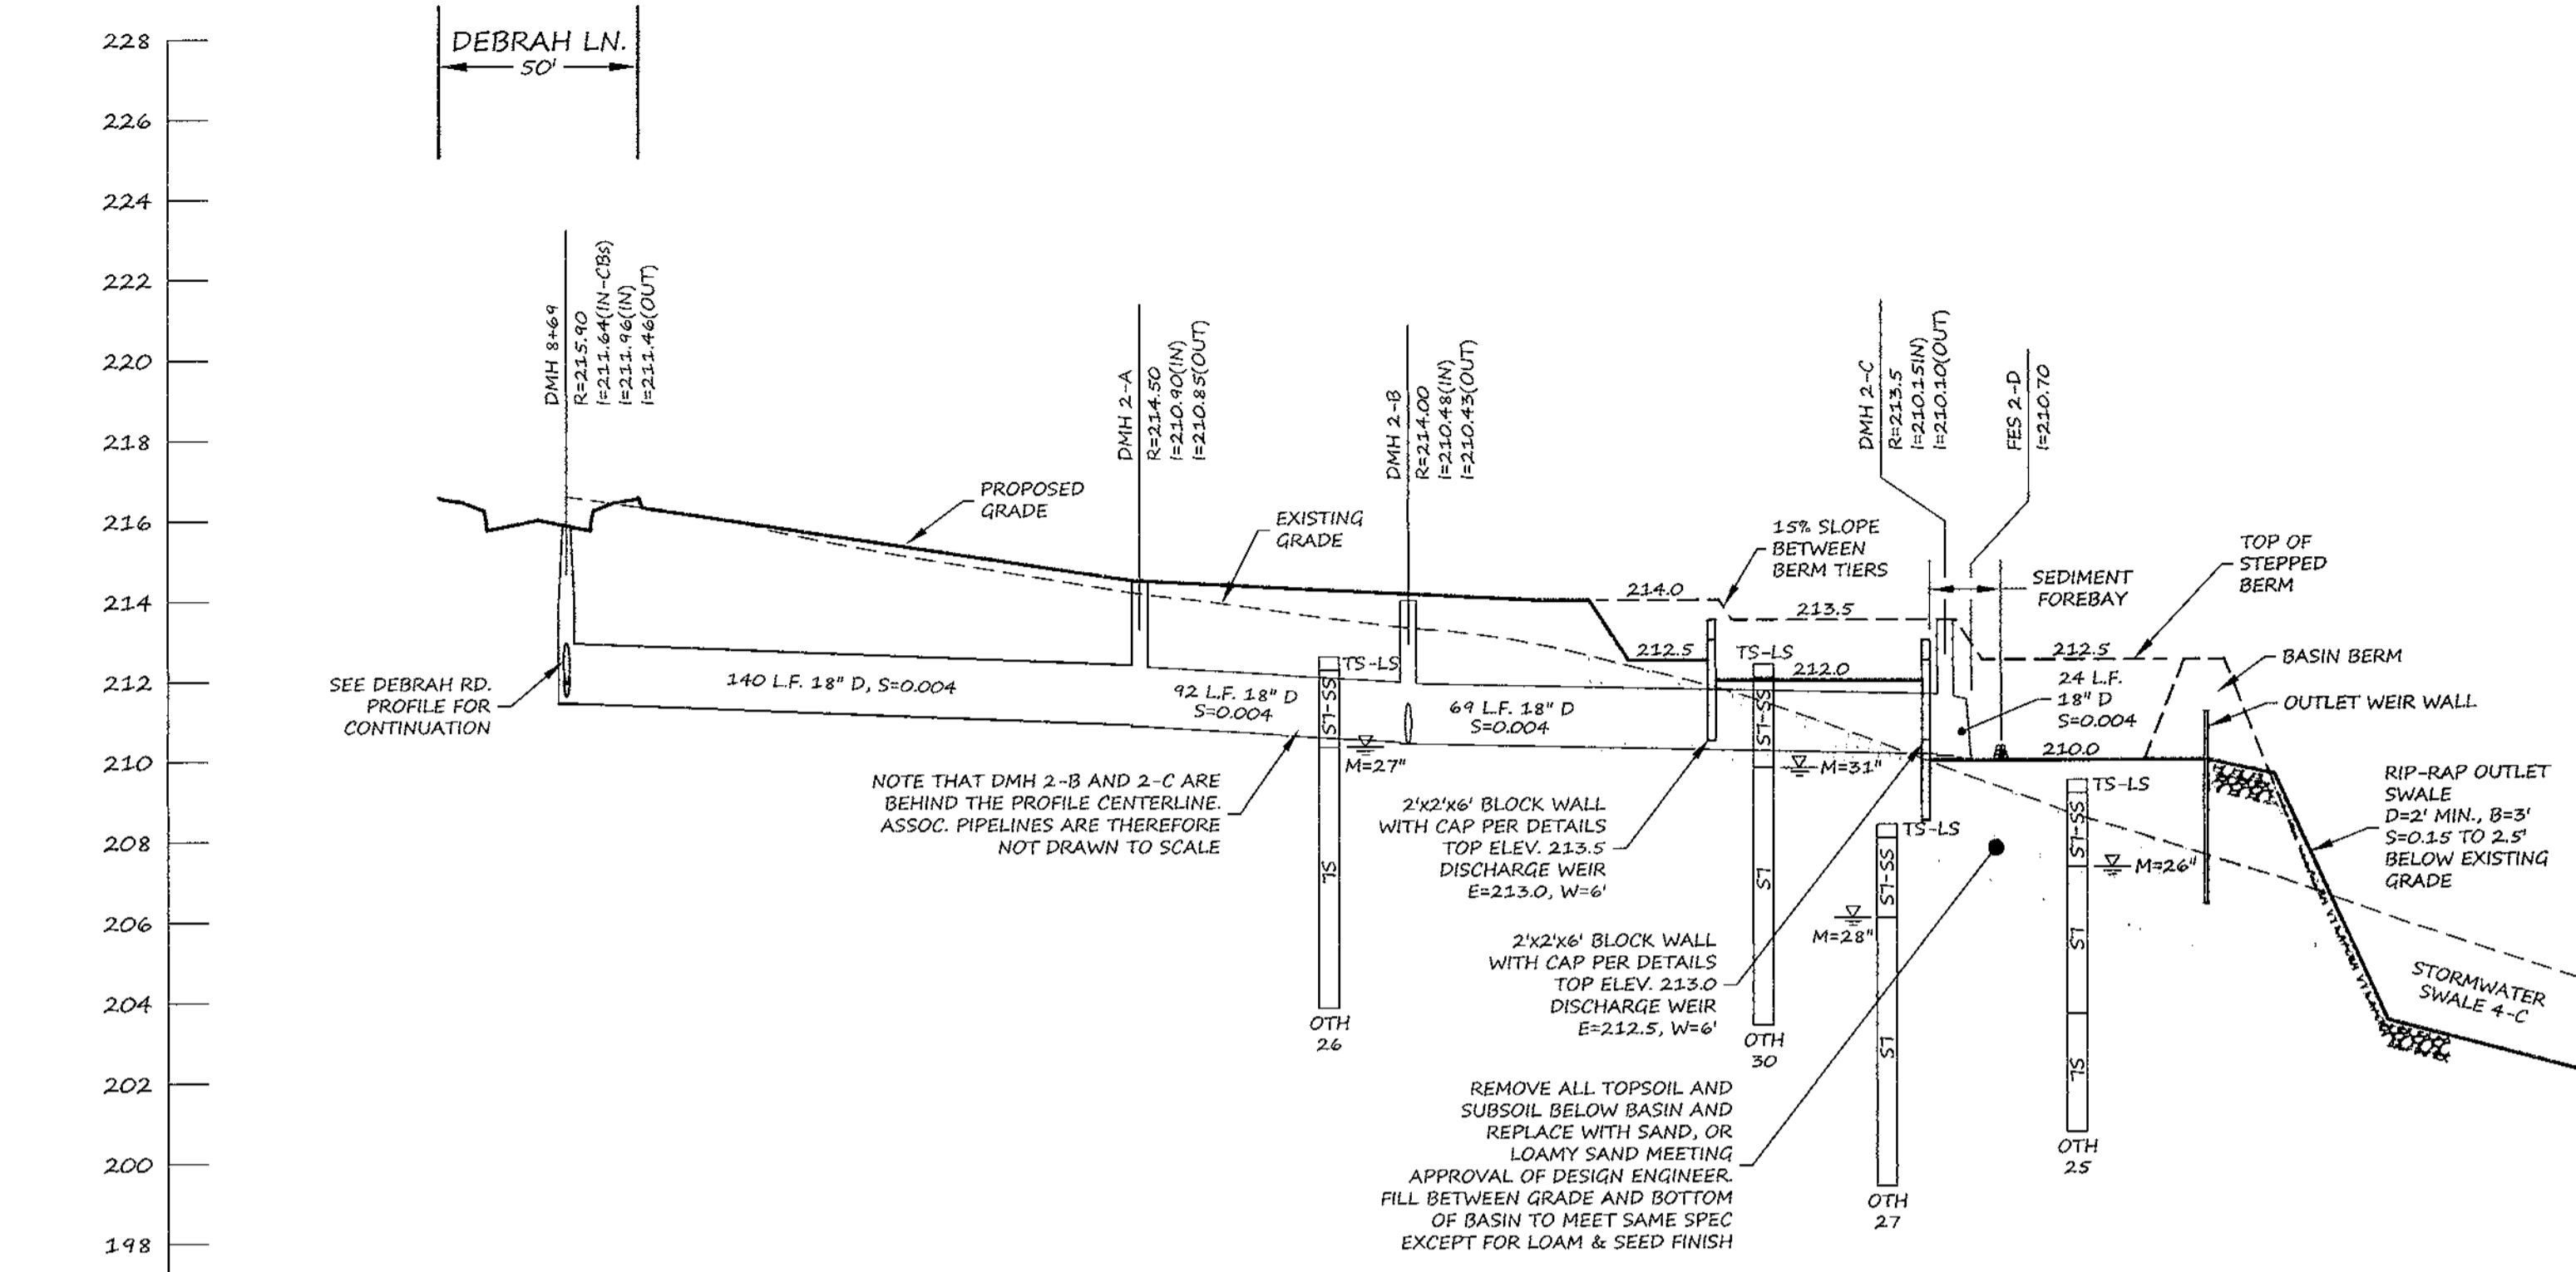 228
226
224
222
220
218
216
214
212
210
208
206
204
202
200
198
DEBRAH LN.
50'
DMH 8+69
R=215.90
I=211.64(IN-CBS)
I=211.96(IN)
I=211.46(OUT)
DMH 2-A
R=214.50
I=210.90(IN)
I=210.85(OUT)
DMH 2-B
R=214.00
I=210.48(IN)
I=210.43(OUT)
DMH 2-C
R=213.5
I=210.15IN)
I=210.10(OUT)
FES 2-D
I=210.70
PROPOSED
GRADE
EXISTING
GRADE
15% SLOPE
BETWEEN
BERM TIERS
214.0
213.5
SEDIMENT
FOREBAY
TOP OF
STEPPED
BERM
212.5
TS-LS
212.0
212.5
BASIN BERM
OUTLET WEIR WALL
24 L.F.
18" D
S=0.004
210.0
SEE DEBRAH RD.
PROFILE FOR
CONTINUATION
140 L.F. 18" D, S=0.004
92 L.F. 18" D
S=0.004
TS-LS
SS-LS
69 L.F. 18" D
S=0.004
SS-LS
M=27"
M=31"
NOTE THAT DMH 2-B AND 2-C ARE
BEHIND THE PROFILE CENTERLINE.
ASSOC. PIPELINES ARE THEREFORE
NOT DRAWN TO SCALE
2'x2'x6' BLOCK WALL
WITH CAP PER DETAILS
TOP ELEV. 213.5
DISCHARGE WEIR
E=213.0, W=6'
2'x2'x6' BLOCK WALL
WITH CAP PER DETAILS
TOP ELEV. 213.0
DISCHARGE WEIR
E=212.5, W=6'
SL
OTH
26
LS
OTH
30
TS-LS
SS-LS
M=28"
LS
OTH
27
TS-LS
SS-LS
M=26"
LS
SL
OTH
25
RIP-RAP OUTLET
SWALE
D=2' MIN., B=3'
S=0.15 TO 2.5'
BELOW EXISTING
GRADE
STORMWATER
SWALE 4-C
REMOVE ALL TOPSOIL AND
SUBSOIL BELOW BASIN AND
REPLACE WITH SAND, OR
LOAMY SAND MEETING
APPROVAL OF DESIGN ENGINEER.
FILL BETWEEN GRADE AND BOTTOM
OF BASIN TO MEET SAME SPEC
EXCEPT FOR LOAM & SEED FINISH